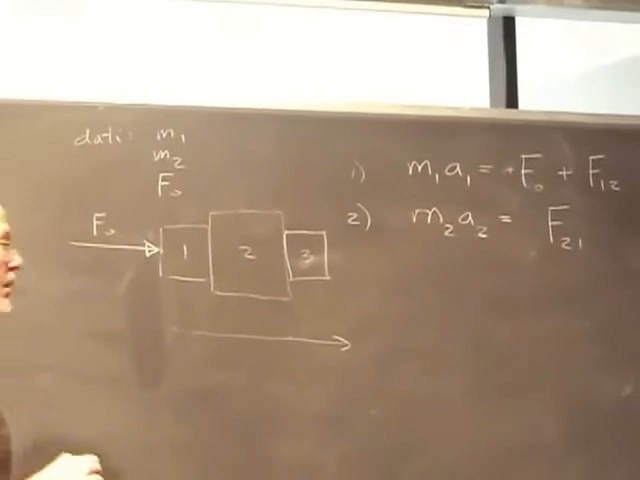 dati: m₁
m₂
F₀
F₀
1 2 3
1) m₁a₁ = +F₀ + F₁₂
2) m₂a₂ = F₂₁